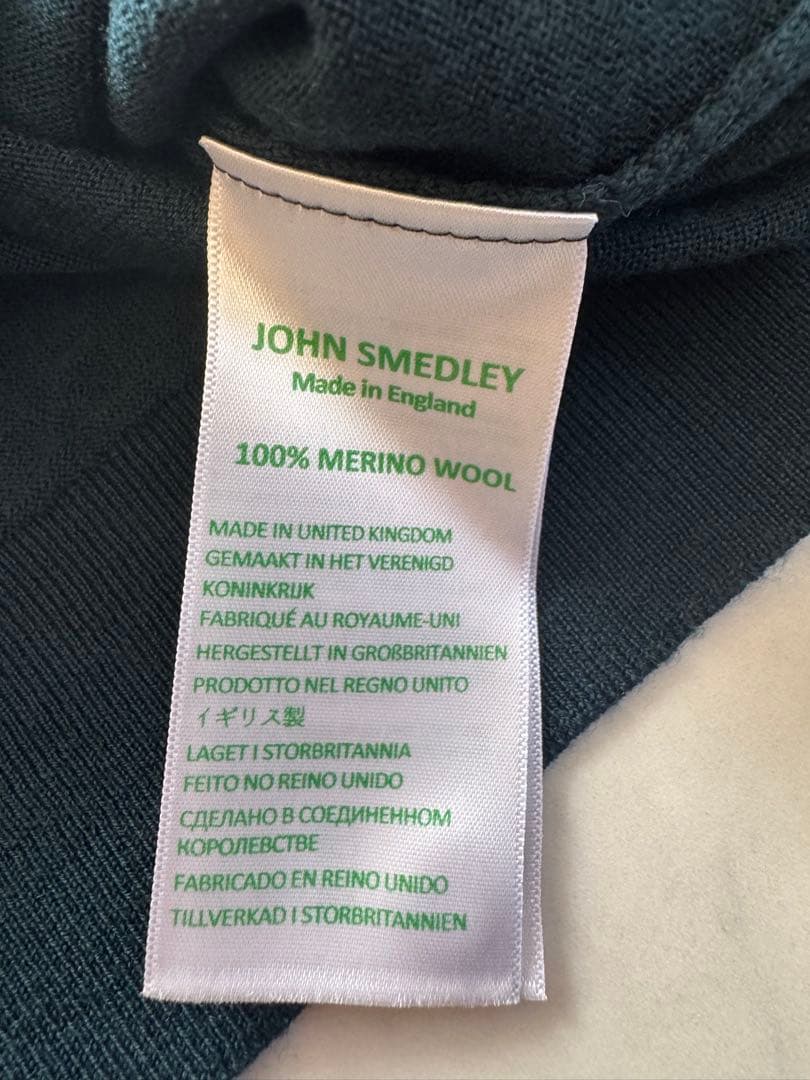 JOHN SMEDLEY
Made in England
100% MERINO WOOL
MADE IN UNITED KINGDOM
GEMAAKT IN HET VERENIGD
KONINKRIJK
FABRIQUÉ AU ROYAUME-UNI
HERGESTELLT IN GROßBRITANNIEN
PRODOTTO NEL REGNO UNITO
イギリス製
LAGET I STORBRITANNIA
FEITO NO REINO UNIDO
СДЕЛАНО В СОЕДИНЕННОМ
КОРОЛЕВСТВЕ
FABRICADO EN REINO UNIDO
TILLVERKAD I STORBRITANNIEN